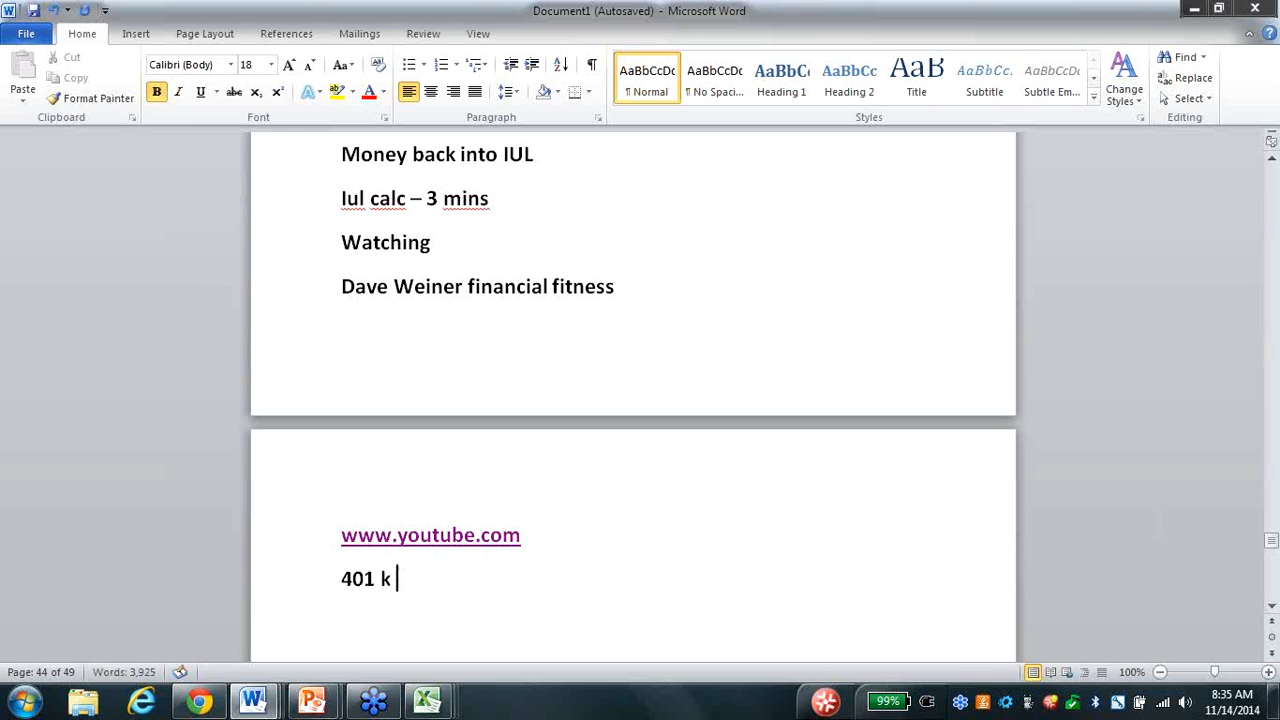 Document1 (Autosaved) - Microsoft Word
File Home Insert Page Layout References Mailings Review View
Cut
Copy
Format Painter
Paste
Clipboard
Calibri (Body) 18
Font
Paragraph
AaBbCcDc AaBbCcDc AaBbCc AaBbCc AaB AaBbCc. AaBbCcDc
¶ Normal ¶ No Spaci... Heading 1 Heading 2 Title Subtitle Subtle Em...
Change Styles
Styles
Find
Replace
Select
Editing
Money back into IUL
Iul calc – 3 mins
Watching
Dave Weiner financial fitness
www.youtube.com
401 k
Page: 44 of 49 Words: 3,925 100%
99% 8:35 AM
11/14/2014